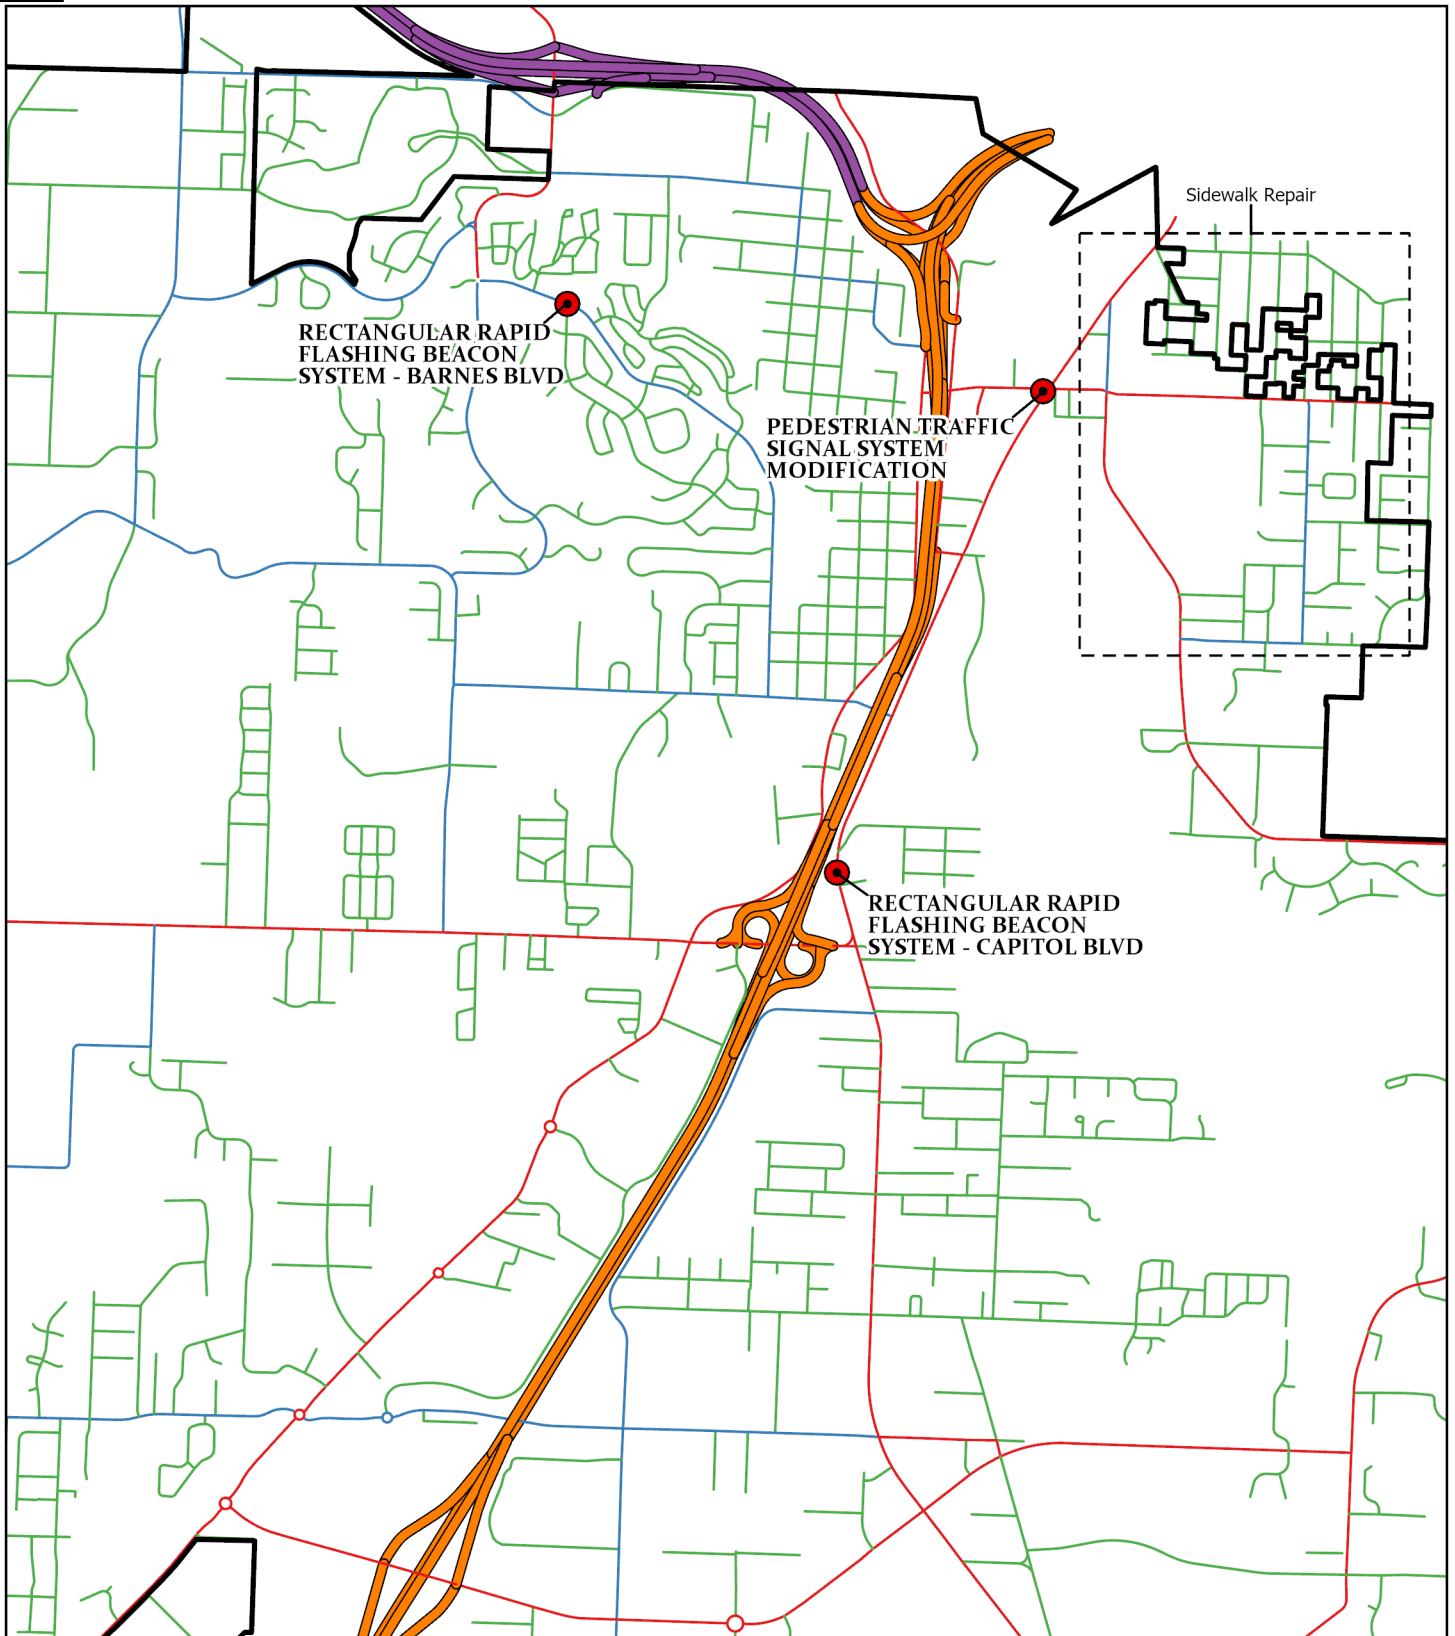 Sidewalk Repair
RECTANGULAR RAPID
FLASHING BEACON
SYSTEM - BARNES BLVD
PEDESTRIAN TRAFFIC
SIGNAL SYSTEM
MODIFICATION
RECTANGULAR RAPID
FLASHING BEACON
SYSTEM - CAPITOL BLVD